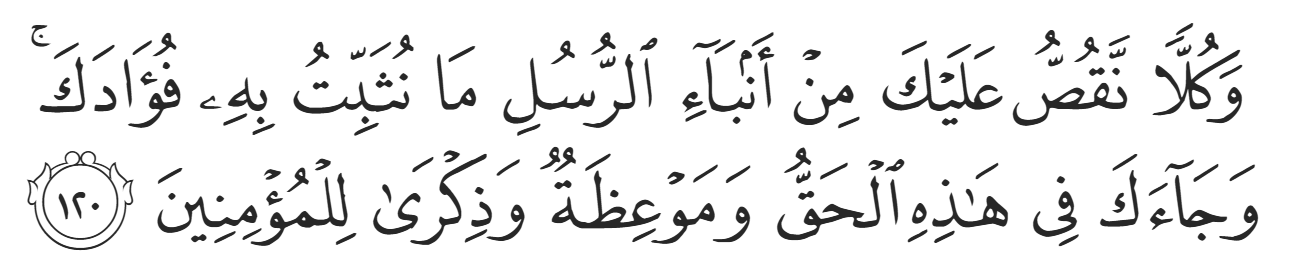 وَكُلًّا نَّقُصُّ عَلَيْكَ مِنْ أَنۢبَآءِ ٱلرُّسُلِ مَا نُثَبِّتُ بِهِۦ فُؤَادَكَ ۚ
وَجَآءَكَ فِى هَـٰذِهِ ٱلْحَقُّ وَمَوْعِظَةٌ وَذِكْرَىٰ لِلْمُؤْمِنِينَ ١٢٠